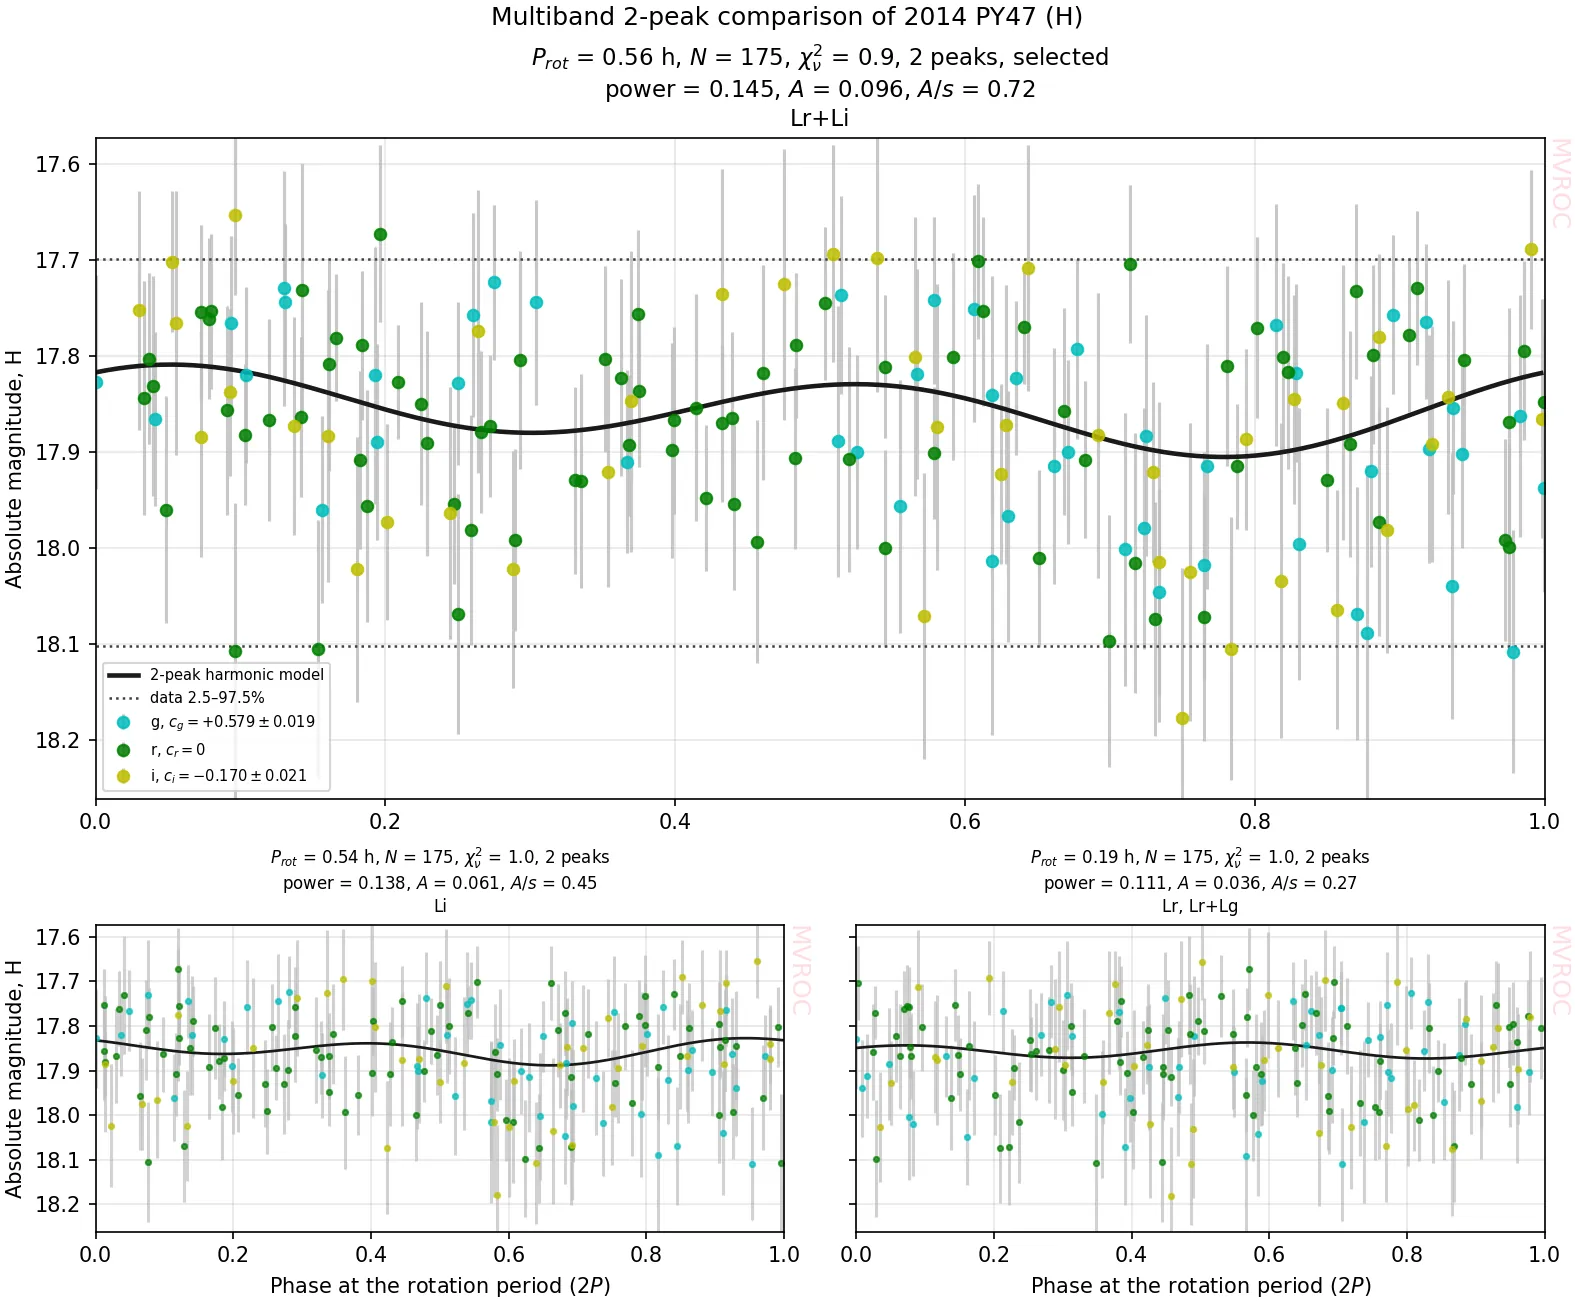 Multiband 2-peak comparison of 2014 PY47 (H)
P_rot = 0.56 h, N = 175, χ²_ν = 0.9, 2 peaks, selected
power = 0.145, A = 0.096, A/s = 0.72
Lr+Li
MVROC
Absolute magnitude, H
17.6
17.7
17.8
17.9
18.0
18.1
18.2
2-peak harmonic model
data 2.5–97.5%
g, c_g = +0.579 ± 0.019
r, c_r = 0
i, c_i = −0.170 ± 0.021
0.0 0.2 0.4 0.6 0.8 1.0
P_rot = 0.54 h, N = 175, χ²_ν = 1.0, 2 peaks
power = 0.138, A = 0.061, A/s = 0.45
Li
MVROC
Absolute magnitude, H
17.6
17.7
17.8
17.9
18.0
18.1
18.2
0.0 0.2 0.4 0.6 0.8 1.0
Phase at the rotation period (2P)
P_rot = 0.19 h, N = 175, χ²_ν = 1.0, 2 peaks
power = 0.111, A = 0.036, A/s = 0.27
Lr, Lr+Lg
MVROC
0.0 0.2 0.4 0.6 0.8 1.0
Phase at the rotation period (2P)